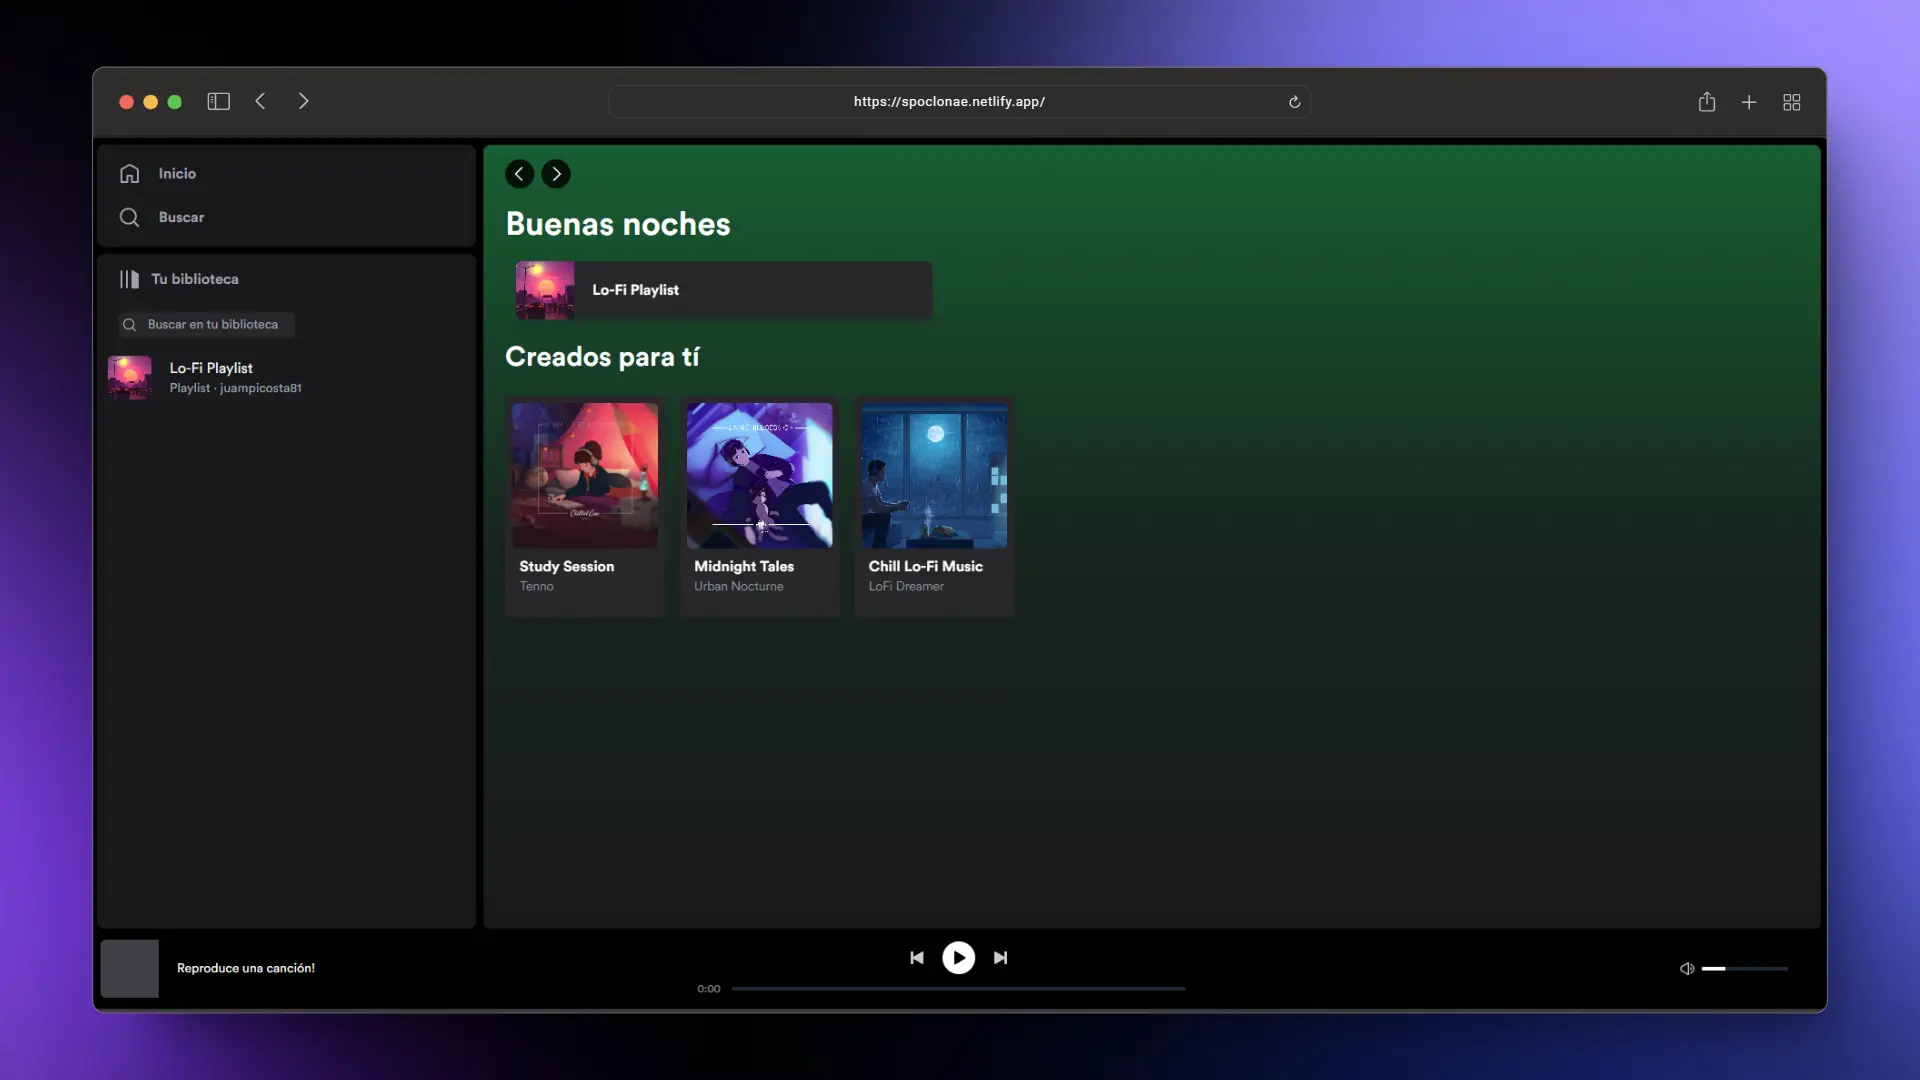 https://spoclonae.netlify.app/
Inicio
Buscar
Tu biblioteca
Buscar en tu biblioteca
Lo-Fi Playlist
Playlist · juampicosta81
Buenas noches
Lo-Fi Playlist
Creados para tí
Study Session
Tenno
Midnight Tales
Urban Nocturne
Chill Lo-Fi Music
LoFi Dreamer
Reproduce una canción!
0:00